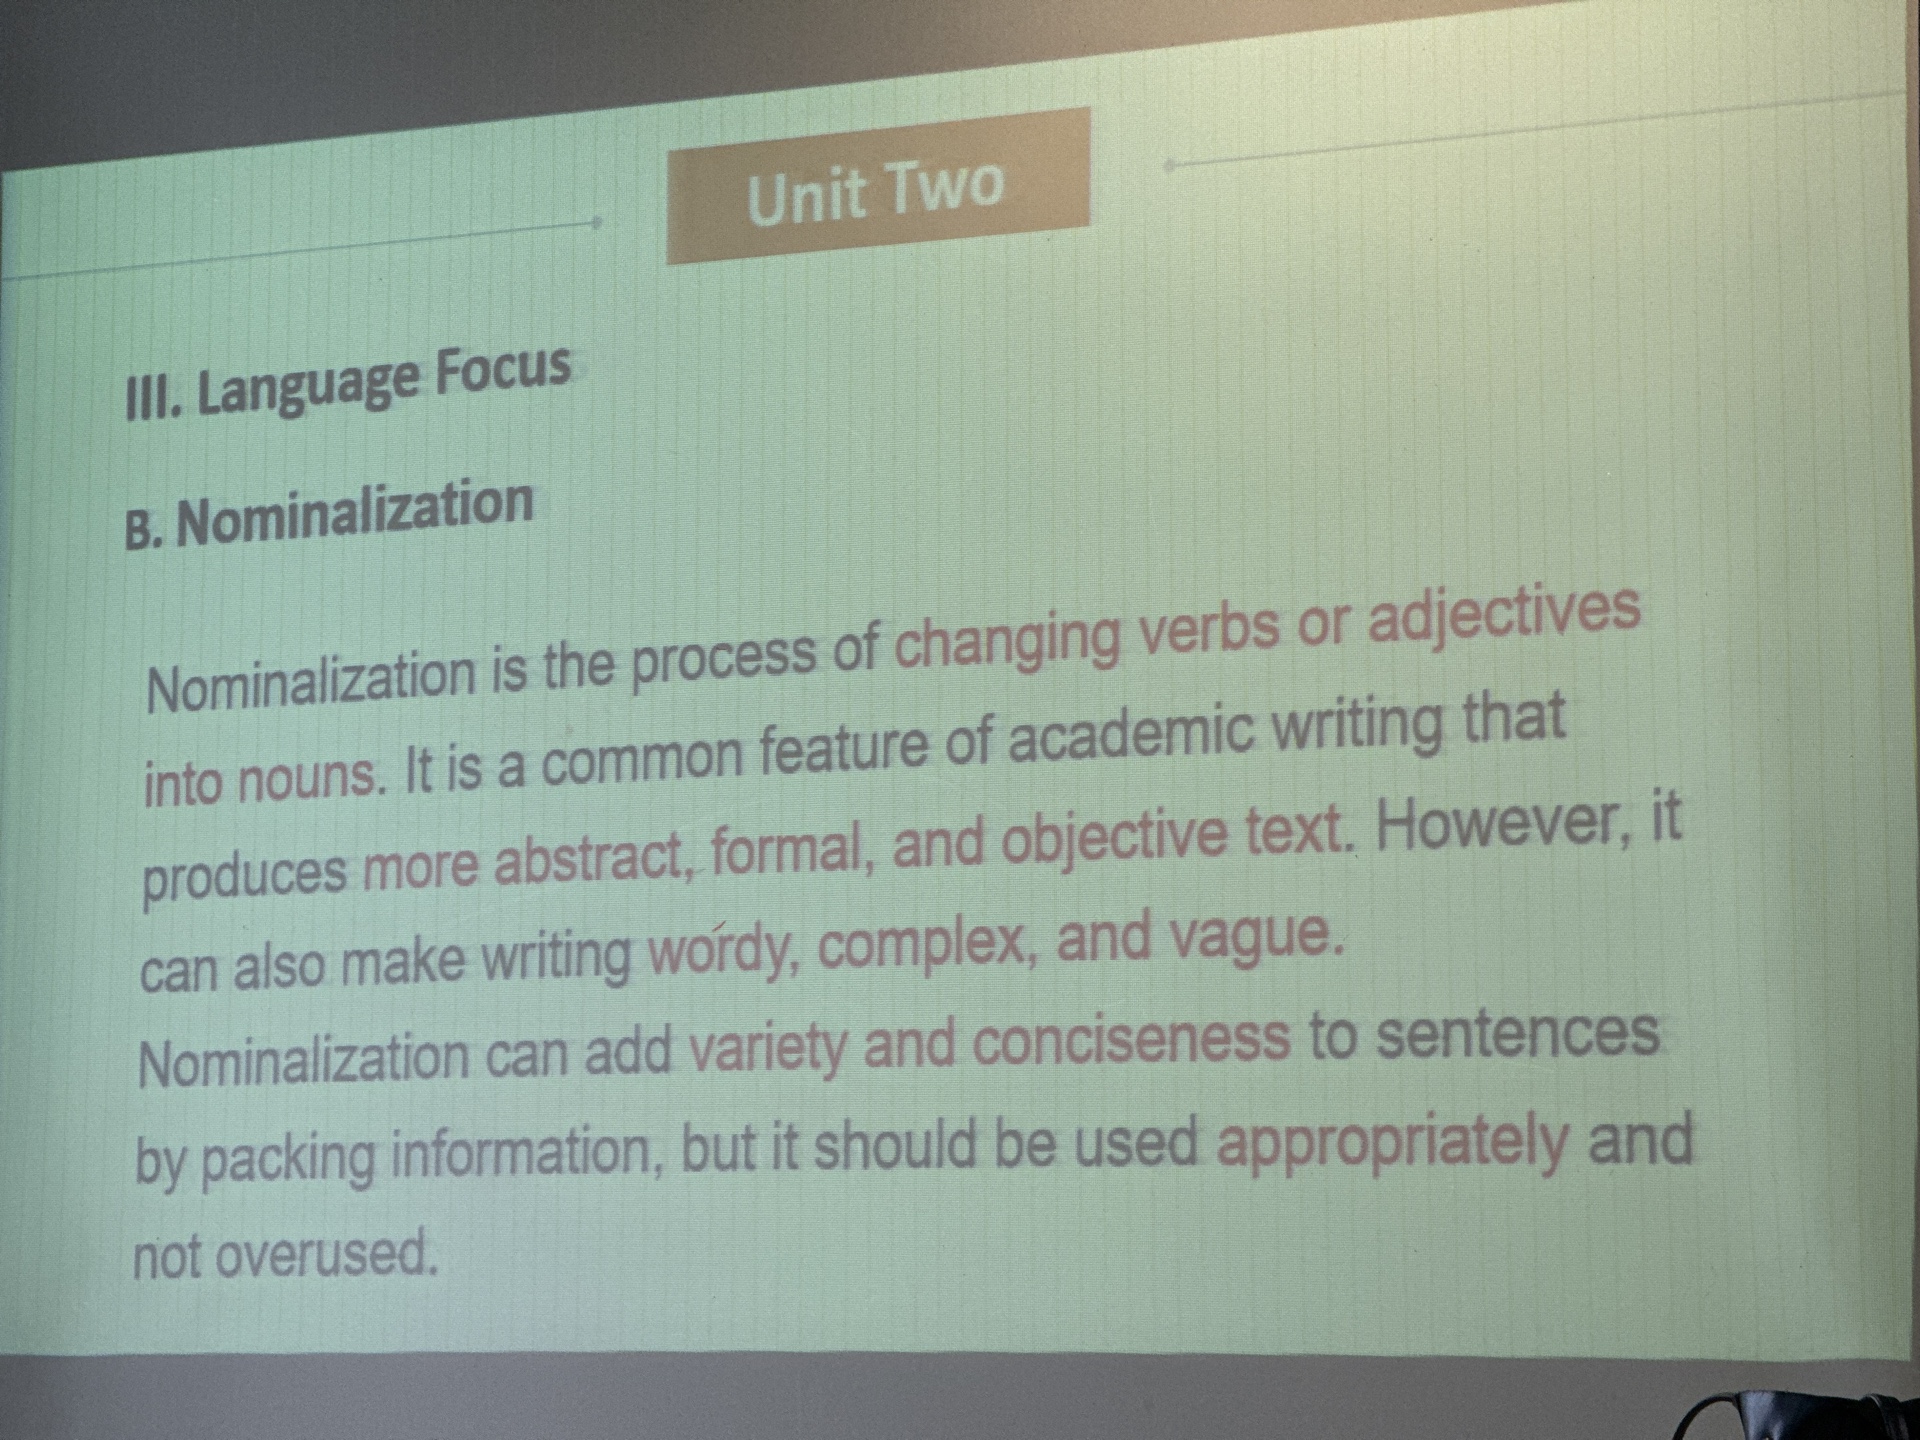 Unit Two
III. Language Focus
B. Nominalization
Nominalization is the process of changing verbs or adjectives
into nouns. It is a common feature of academic writing that
produces more abstract, formal, and objective text. However, it
can also make writing wordy, complex, and vague.
Nominalization can add variety and conciseness to sentences
by packing information, but it should be used appropriately and
not overused.